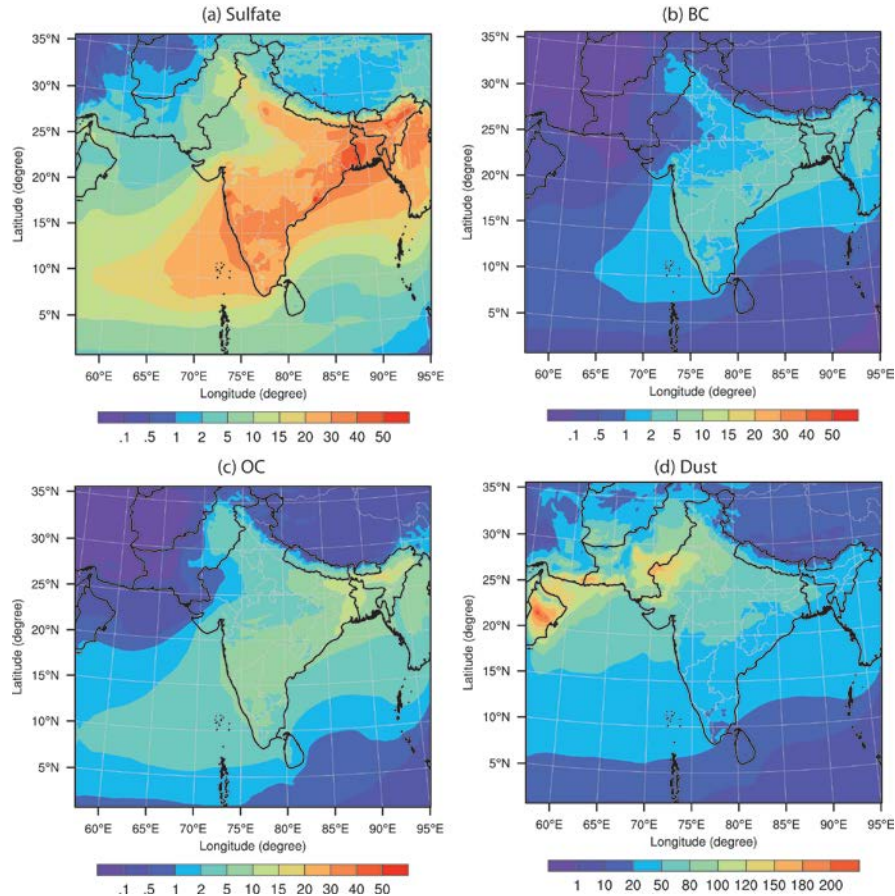 (a) Sulfate
(b) BC
35°N
30°N
25°N
20°N
15°N
10°N
5°N
Latitude (degree)
60°E 65°E 70°E 75°E 80°E 85°E 90°E 95°E
Longitude (degree)
.1 .5 1 2 5 10 15 20 30 40 50
35°N
30°N
25°N
20°N
15°N
10°N
5°N
Latitude (degree)
60°E 65°E 70°E 75°E 80°E 85°E 90°E 95°E
Longitude (degree)
.1 .5 1 2 5 10 15 20 30 40 50
(c) OC
(d) Dust
35°N
30°N
25°N
20°N
15°N
10°N
5°N
Latitude (degree)
60°E 65°E 70°E 75°E 80°E 85°E 90°E 95°E
Longitude (degree)
.1 .5 1 2 5 10 15 20 30 40 50
35°N
30°N
25°N
20°N
15°N
10°N
5°N
Latitude (degree)
60°E 65°E 70°E 75°E 80°E 85°E 90°E 95°E
Longitude (degree)
1 10 20 50 80 100 120 150 180 200